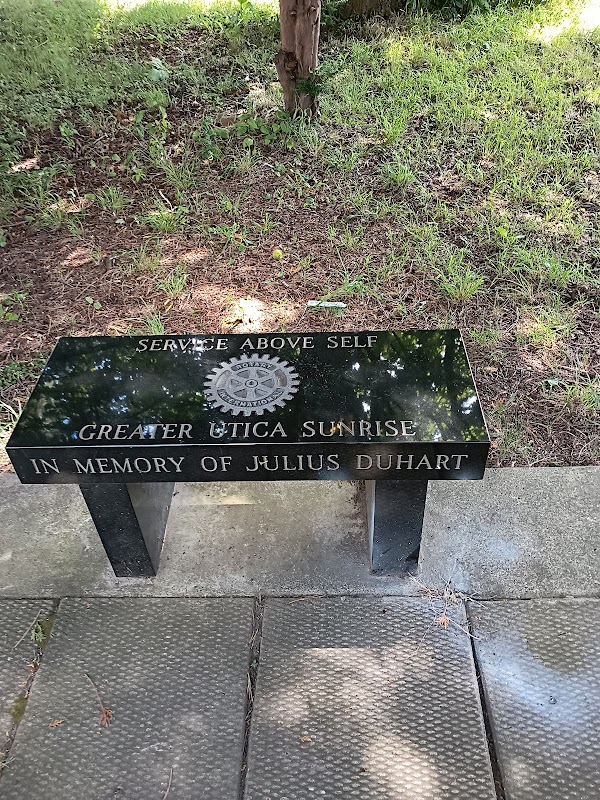 SERVICE ABOVE SELF
ROTARY
INTERNATIONAL
GREATER UTICA SUNRISE
IN MEMORY OF JULIUS DUHART